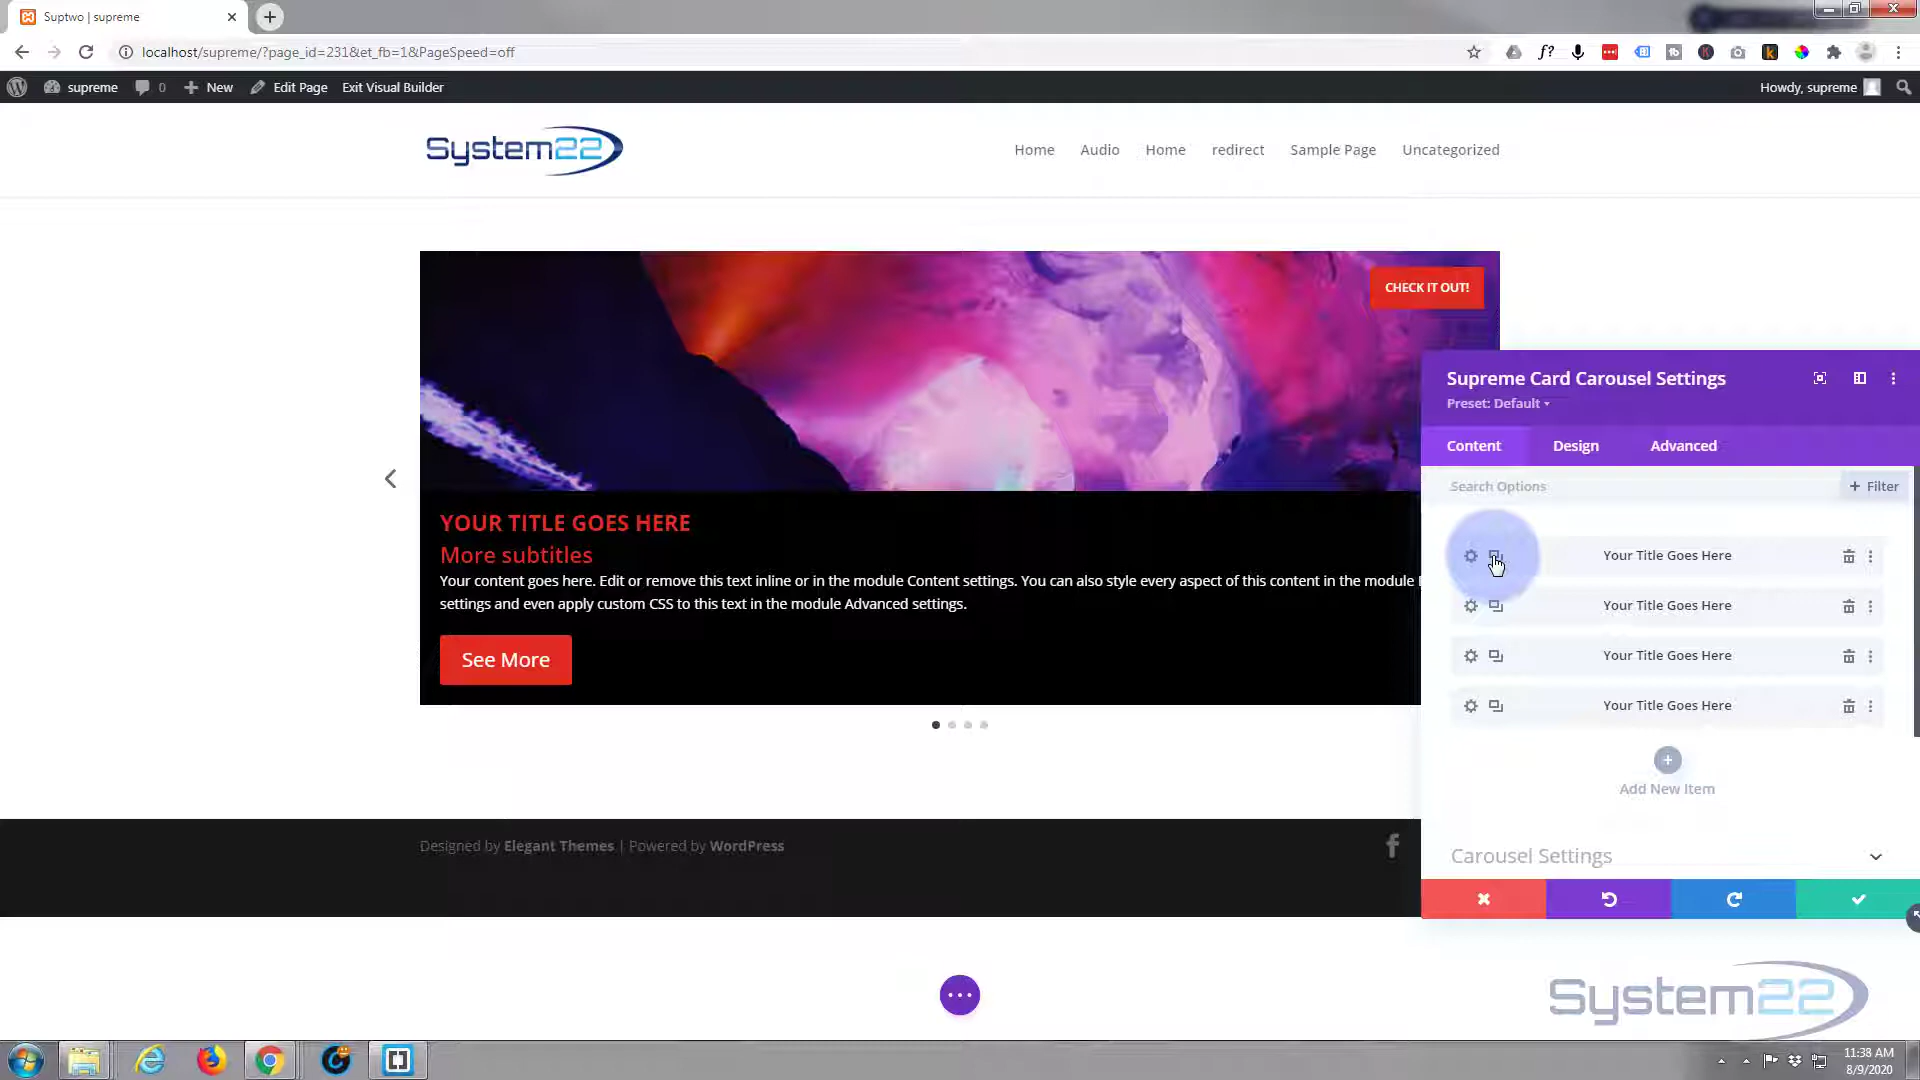 Suptwo | supreme
localhost/supreme/?page_id=231&et_fb=1&PageSpeed=off
supreme
0
New
Edit Page
Exit Visual Builder
Howdy, supreme
System22
Home
Audio
Home
redirect
Sample Page
Uncategorized
CHECK IT OUT!
YOUR TITLE GOES HERE
More subtitles
Your content goes here. Edit or remove this text inline or in the module Content settings. You can also style every aspect of this content in the module
settings and even apply custom CSS to this text in the module Advanced settings.
See More
Supreme Card Carousel Settings
Preset: Default
Content
Design
Advanced
Search Options
+ Filter
Your Title Goes Here
Your Title Goes Here
Your Title Goes Here
Your Title Goes Here
Add New Item
Carousel Settings
Designed by Elegant Themes | Powered by WordPress
System22
11:38 AM
8/9/2020